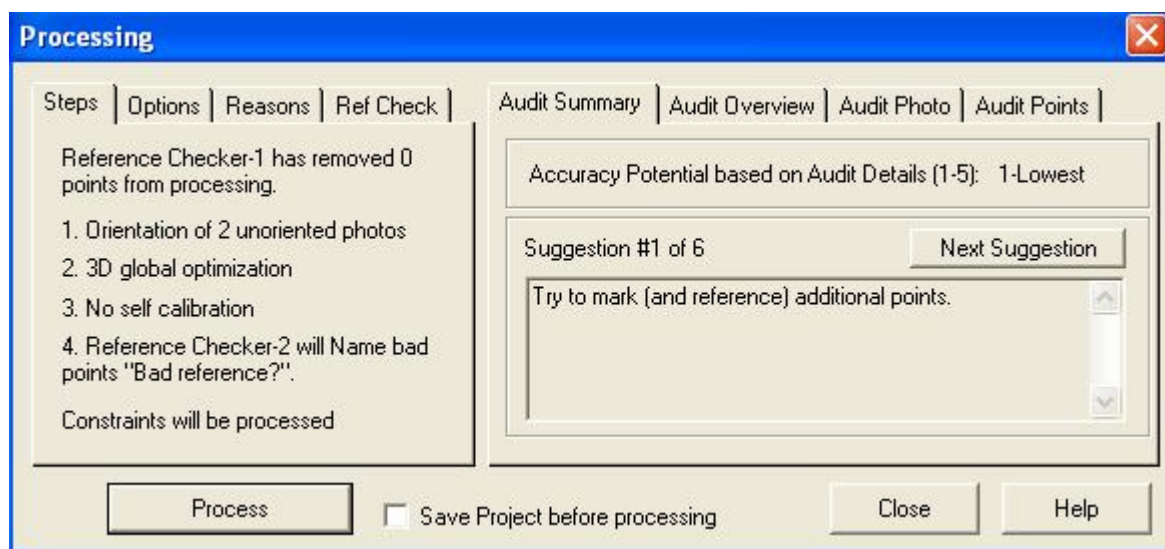 Processing
Steps Options Reasons Ref Check
Reference Checker-1 has removed 0
points from processing.
1. Orientation of 2 unoriented photos
2. 3D global optimization
3. No self calibration
4. Reference Checker-2 will Name bad
points "Bad reference?".
Constraints will be processed
Audit Summary Audit Overview Audit Photo Audit Points
Accuracy Potential based on Audit Details (1-5): 1-Lowest
Suggestion #1 of 6 Next Suggestion
Try to mark (and reference) additional points.
Process Save Project before processing Close Help